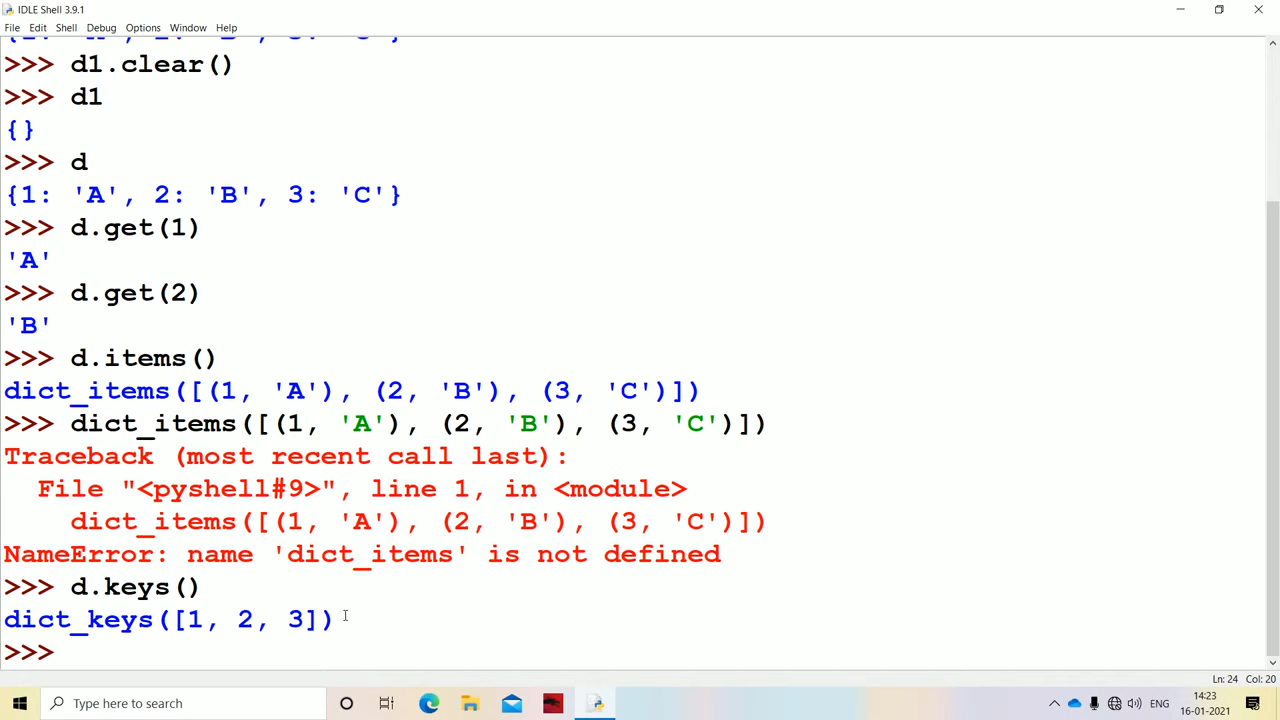 IDLE Shell 3.9.1
File Edit Shell Debug Options Window Help
>>> d1.clear()
>>> d1
{}
>>> d
{1: 'A', 2: 'B', 3: 'C'}
>>> d.get(1)
'A'
>>> d.get(2)
'B'
>>> d.items()
dict_items([(1, 'A'), (2, 'B'), (3, 'C')])
>>> dict_items([(1, 'A'), (2, 'B'), (3, 'C')])
Traceback (most recent call last):
  File "<pyshell#9>", line 1, in <module>
    dict_items([(1, 'A'), (2, 'B'), (3, 'C')])
NameError: name 'dict_items' is not defined
>>> d.keys()
dict_keys([1, 2, 3])
>>>
Ln: 24 Col: 20
Type here to search
ENG
14:23
16-01-2021